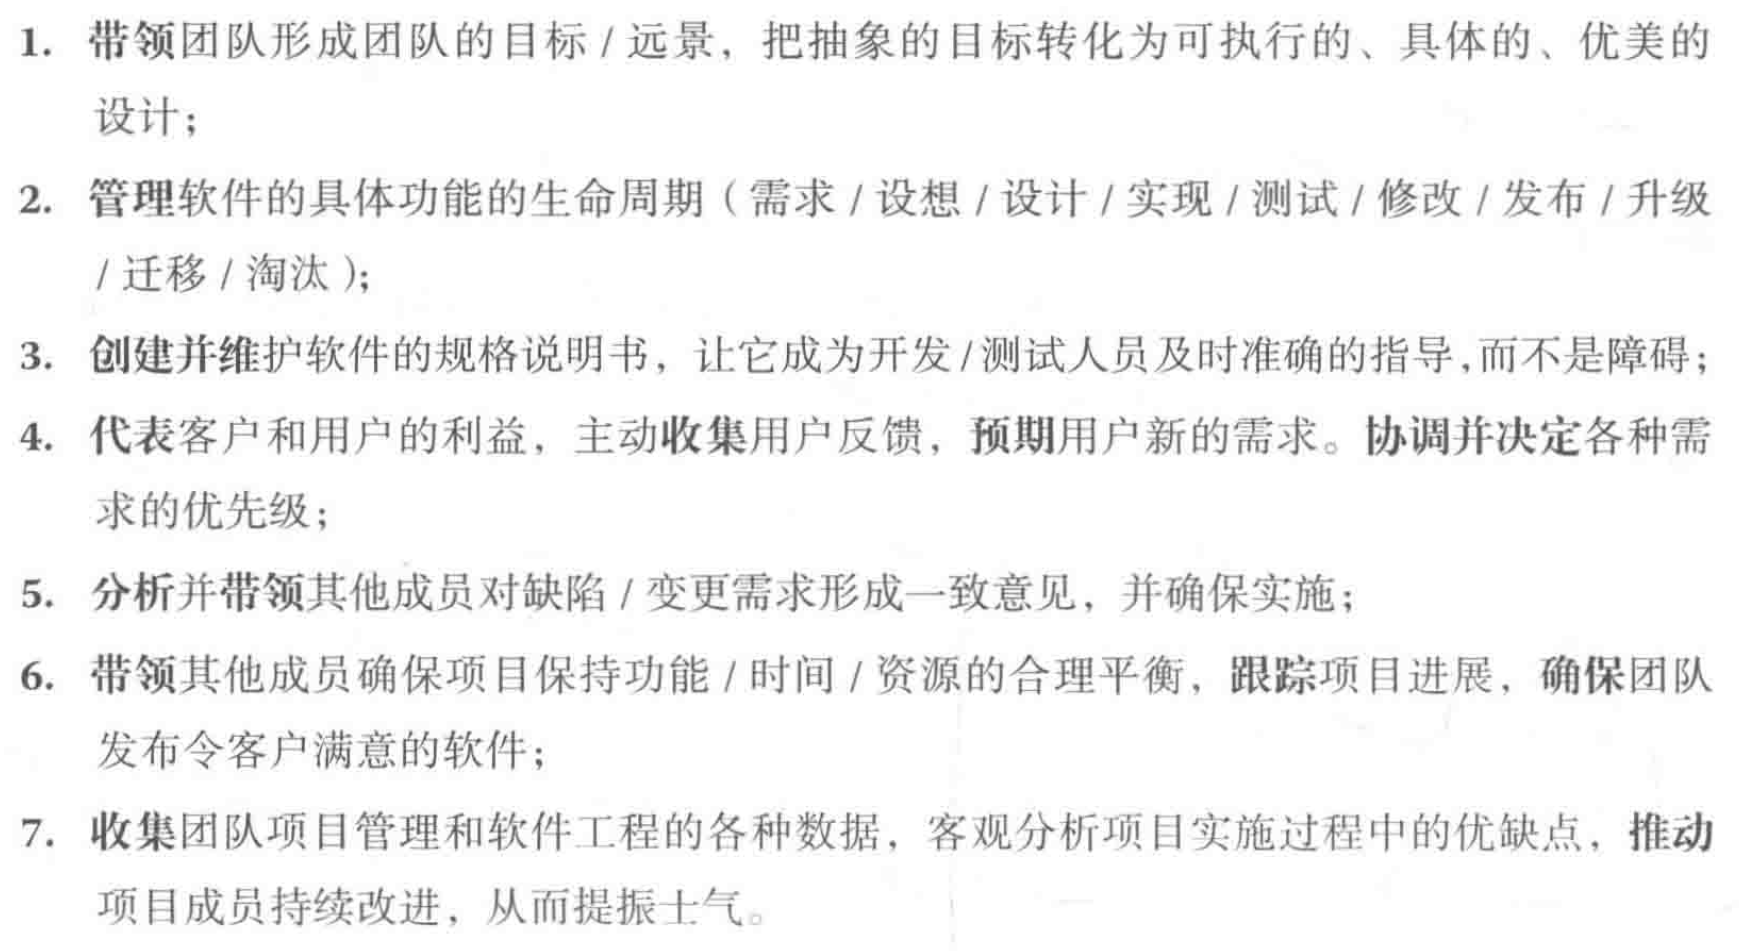 1. 带领团队形成团队的目标 / 远景，把抽象的目标转化为可执行的、具体的、优美的
设计；
2. 管理软件的具体功能的生命周期（需求 / 设想 / 设计 / 实现 / 测试 / 修改 / 发布 / 升级
/ 迁移 / 淘汰）；
3. 创建并维护软件的规格说明书，让它成为开发/测试人员及时准确的指导，而不是障碍；
4. 代表客户和用户的利益，主动收集用户反馈，预期用户新的需求。协调并决定各种需
求的优先级；
5. 分析并带领其他成员对缺陷 / 变更需求形成一致意见，并确保实施；
6. 带领其他成员确保项目保持功能 / 时间 / 资源的合理平衡，跟踪项目进展，确保团队
发布令客户满意的软件；
7. 收集团队项目管理和软件工程的各种数据，客观分析项目实施过程中的优缺点，推动
项目成员持续改进，从而提振士气。